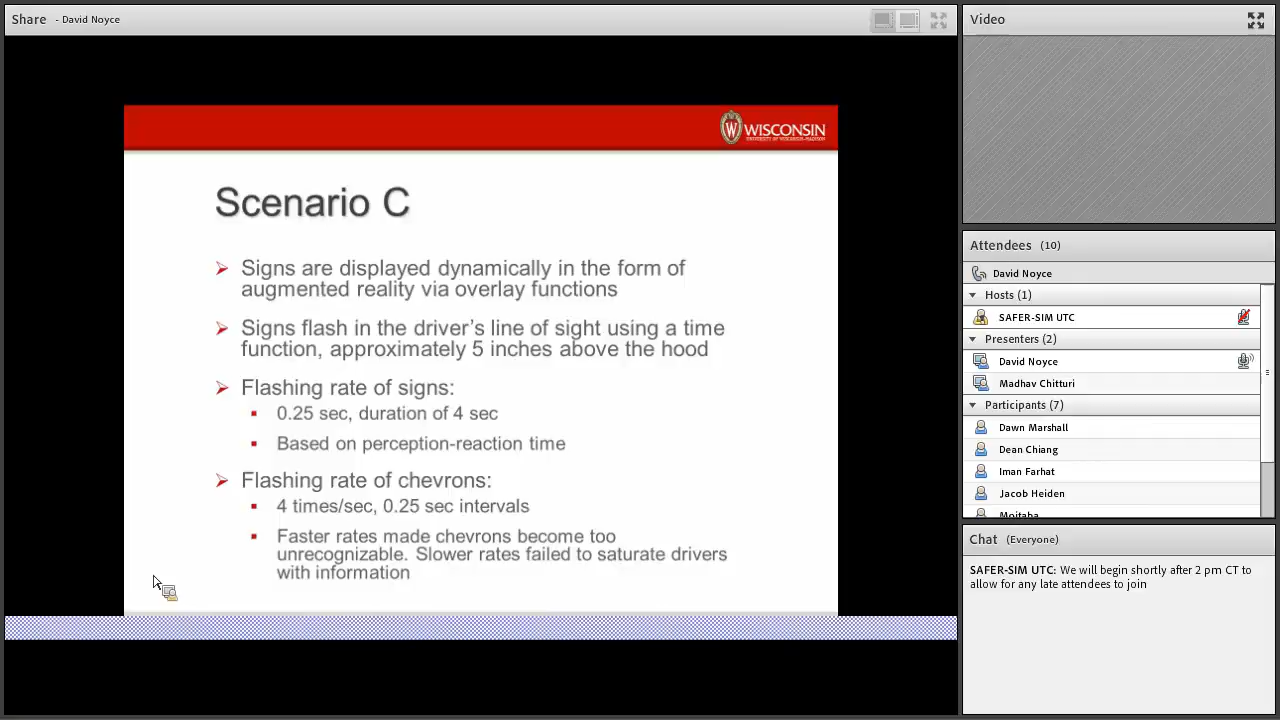 Share - David Noyce
WISCONSIN
UNIVERSITY OF WISCONSIN-MADISON
Scenario C
Signs are displayed dynamically in the form of
augmented reality via overlay functions
Signs flash in the driver's line of sight using a time
function, approximately 5 inches above the hood
Flashing rate of signs:
0.25 sec, duration of 4 sec
Based on perception-reaction time
Flashing rate of chevrons:
4 times/sec, 0.25 sec intervals
Faster rates made chevrons become too
unrecognizable. Slower rates failed to saturate drivers
with information
Video
Attendees (10)
David Noyce
Hosts (1)
SAFER-SIM UTC
Presenters (2)
David Noyce
Madhav Chitturi
Participants (7)
Dawn Marshall
Dean Chiang
Iman Farhat
Jacob Heiden
Mojtaba
Chat (Everyone)
SAFER-SIM UTC: We will begin shortly after 2 pm CT to
allow for any late attendees to join